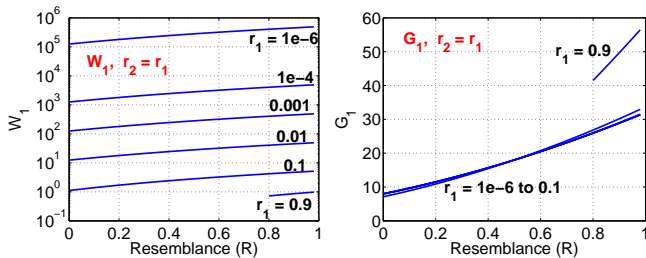 10^6
10^5
10^4
10^3
10^2
10^1
10^0
10^-1
W_1
W_1, r_2 = r_1
r_1 = 1e-6
1e-4
0.001
0.01
0.1
r_1 = 0.9
0 0.2 0.4 0.6 0.8 1
Resemblance (R)
60
50
40
30
20
10
0
G_1
G_1, r_2 = r_1
r_1 = 0.9
r_1 = 1e-6 to 0.1
0 0.2 0.4 0.6 0.8 1
Resemblance (R)